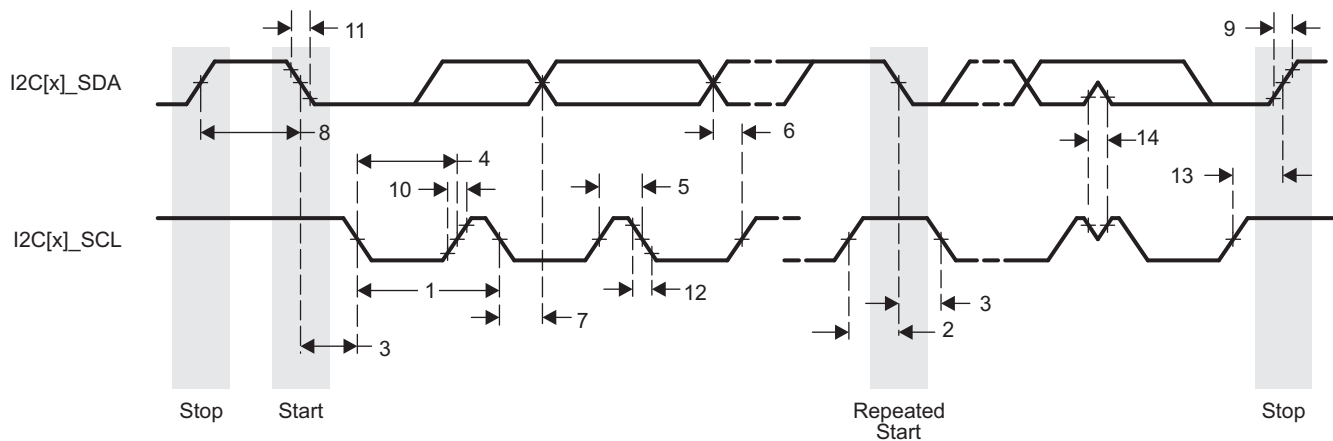 11
9
I2C[x]_SDA
8
6
4
14
10
5
13
I2C[x]_SCL
1
12
7
3
2
3
Stop
Start
Repeated
Start
Stop